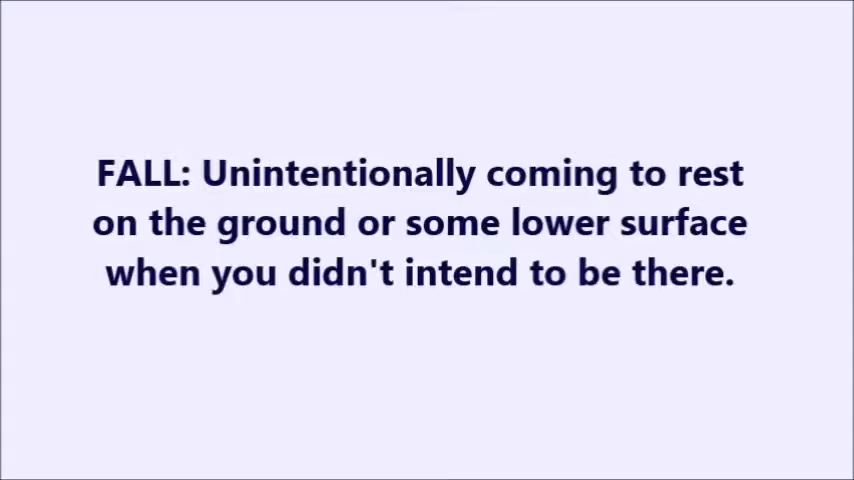 FALL: Unintentionally coming to rest
on the ground or some lower surface
when you didn't intend to be there.